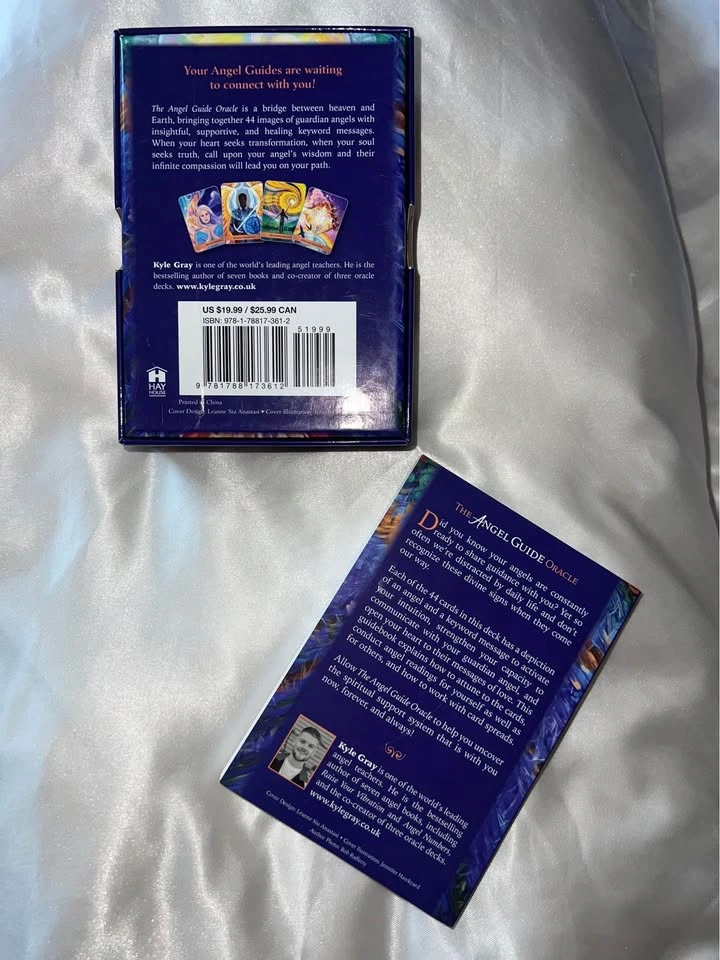 Your Angel Guides are waiting
to connect with you!
The Angel Guide Oracle is a bridge between heaven and
Earth, bringing together 44 images of guardian angels with
insightful, supportive, and healing keyword messages.
When your heart seeks transformation, when your soul
seeks truth, call upon your angel's wisdom and their
infinite compassion will lead you on your path.
Kyle Gray is one of the world's leading angel teachers. He is the
bestselling author of seven books and co-creator of three oracle
decks. www.kylegray.co.uk
US $19.99 / $25.99 CAN
ISBN: 978-1-78817-361-2
5 1 9 9 9
9 781788 173612
HAY
HOUSE
Printed in China
Cover Design: Leanne Siu Anastasi • Cover illustration:
THE ANGEL GUIDE ORACLE
Did you know your angels are constantly
ready to share guidance with you? Yet so
often we're distracted by daily life and don't
recognize these divine signs when they come
our way.
Each of the 44 cards in this deck has a depiction
of an angel and a keyword message to activate
your intuition, strengthen your capacity to
communicate with your guardian angel, and
open your heart to their messages of love. This
guidebook explains how to attune to the cards,
conduct angel readings for yourself as well as
for others, and how to work with card spreads.
Allow The Angel Guide Oracle to help you uncover
the spiritual support system that is with you
now, forever, and always!
Kyle Gray is one of the world's leading
angel teachers. He is the bestselling
author of seven angel books, including
Raise Your Vibration and Angel Numbers,
and the co-creator of three oracle decks.
www.kylegray.co.uk
Cover Design: Leanne Siu Anastasi • Cover illustration: Jennifer Hawkyard
Author Photo: Bob Rafferty